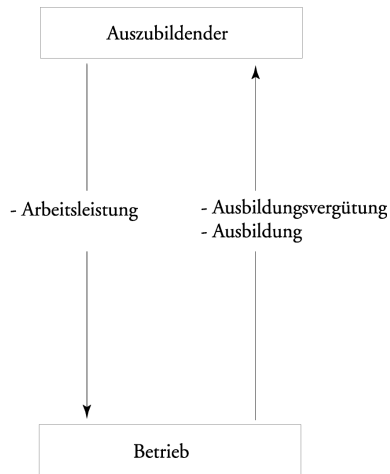 Auszubildender
- Arbeitsleistung
- Ausbildungsvergütung
- Ausbildung
Betrieb